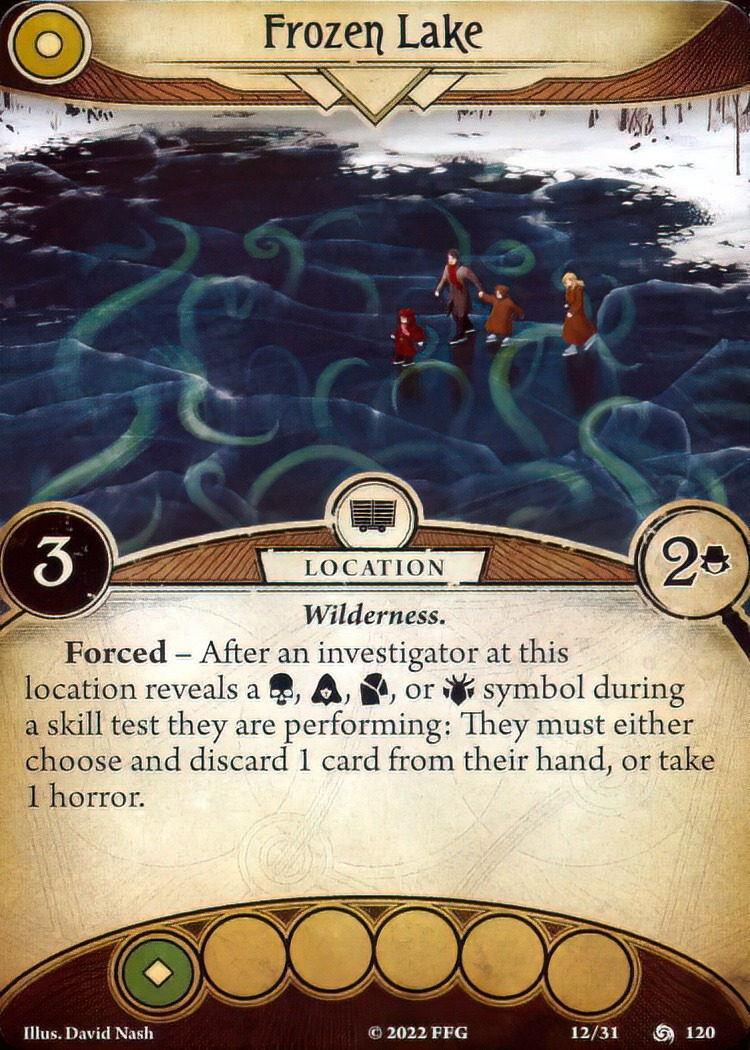 Frozen Lake
3
LOCATION
2
Wilderness.
Forced – After an investigator at this
location reveals a , , , or symbol during
a skill test they are performing: They must either
choose and discard 1 card from their hand, or take
1 horror.
Illus. David Nash
© 2022 FFG
12/31
120